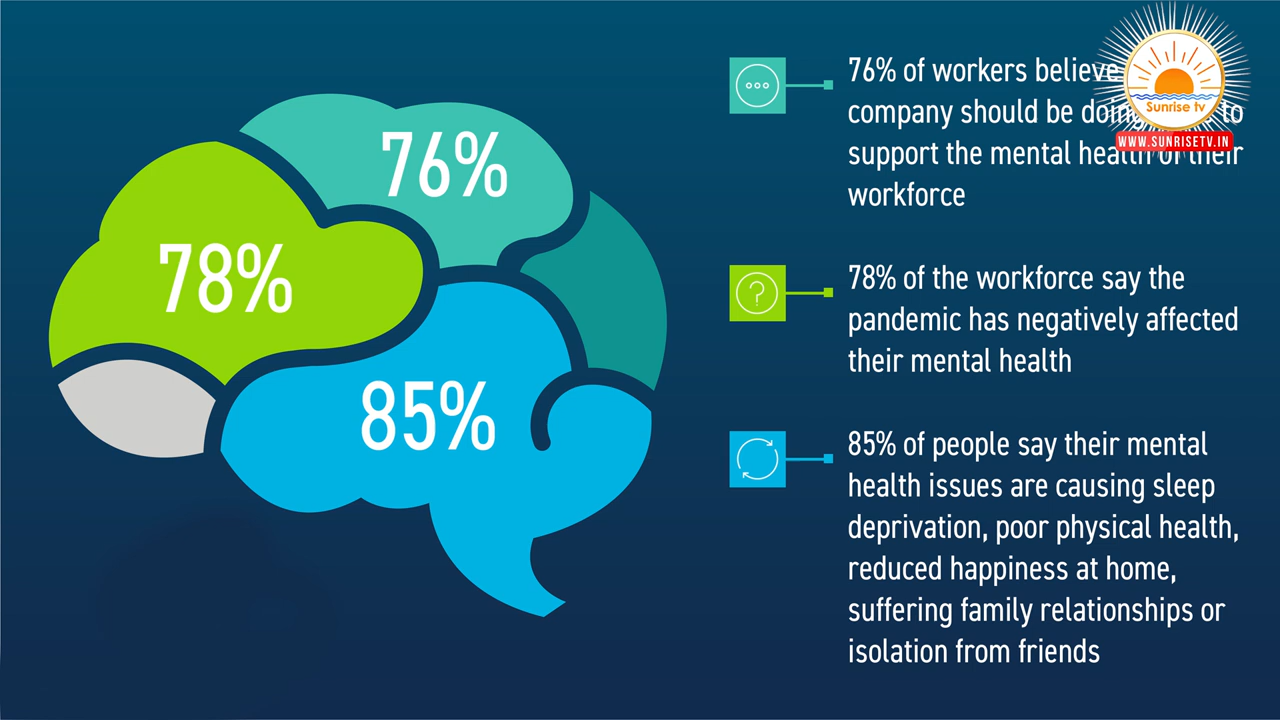 76%
78%
85%
76% of workers believe
company should be doing to
support the mental health of their
workforce
78% of the workforce say the
pandemic has negatively affected
their mental health
85% of people say their mental
health issues are causing sleep
deprivation, poor physical health,
reduced happiness at home,
suffering family relationships or
isolation from friends
Sunrise tv
WWW.SUNRISETV.IN